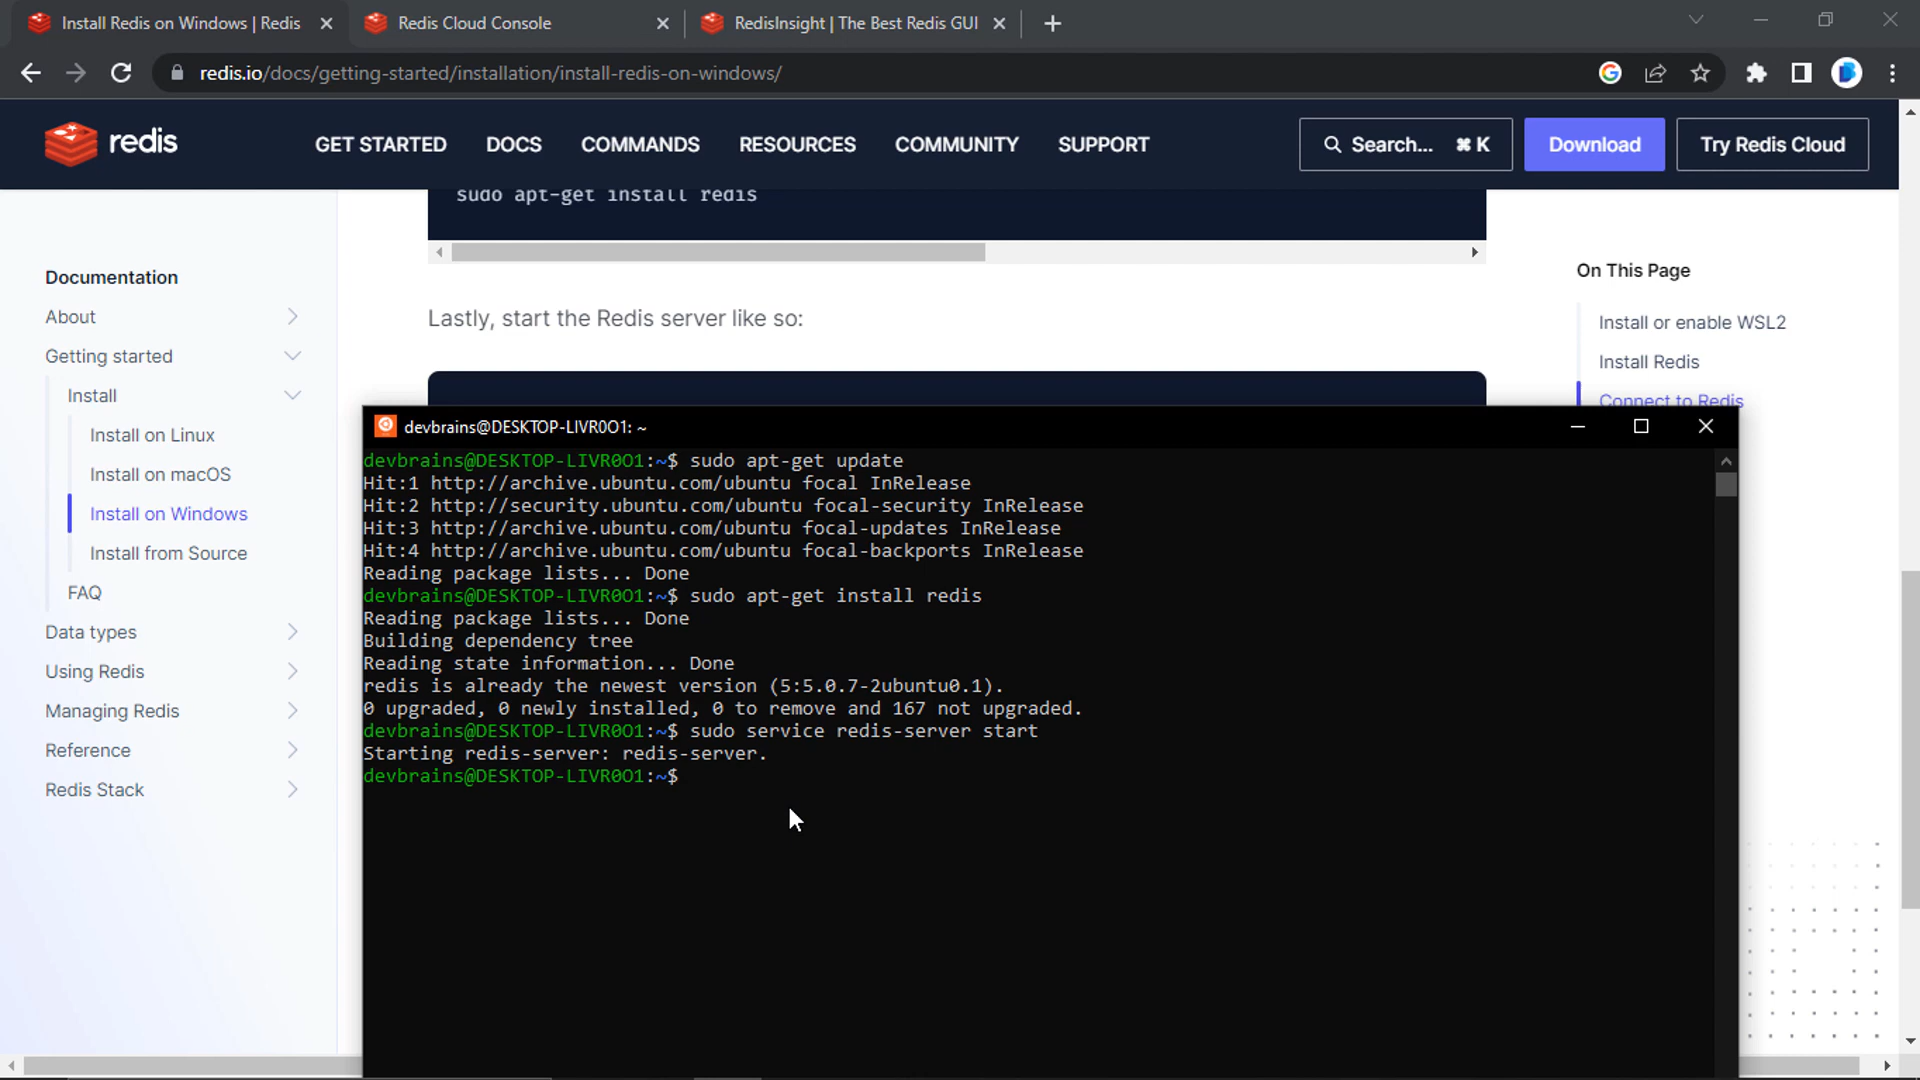 Install Redis on Windows | Redis
Redis Cloud Console
RedisInsight | The Best Redis GUI
redis.io/docs/getting-started/installation/install-redis-on-windows/
redis
GET STARTED
DOCS
COMMANDS
RESOURCES
COMMUNITY
SUPPORT
Search... ⌘ K
Download
Try Redis Cloud
sudo apt-get install redis
Lastly, start the Redis server like so:
Documentation
About
Getting started
Install
Install on Linux
Install on macOS
Install on Windows
Install from Source
FAQ
Data types
Using Redis
Managing Redis
Reference
Redis Stack
On This Page
Install or enable WSL2
Install Redis
Connect to Redis
devbrains@DESKTOP-LIVR0O1: ~
devbrains@DESKTOP-LIVR0O1:~$ sudo apt-get update
Hit:1 http://archive.ubuntu.com/ubuntu focal InRelease
Hit:2 http://security.ubuntu.com/ubuntu focal-security InRelease
Hit:3 http://archive.ubuntu.com/ubuntu focal-updates InRelease
Hit:4 http://archive.ubuntu.com/ubuntu focal-backports InRelease
Reading package lists... Done
devbrains@DESKTOP-LIVR0O1:~$ sudo apt-get install redis
Reading package lists... Done
Building dependency tree
Reading state information... Done
redis is already the newest version (5:5.0.7-2ubuntu0.1).
0 upgraded, 0 newly installed, 0 to remove and 167 not upgraded.
devbrains@DESKTOP-LIVR0O1:~$ sudo service redis-server start
Starting redis-server: redis-server.
devbrains@DESKTOP-LIVR0O1:~$